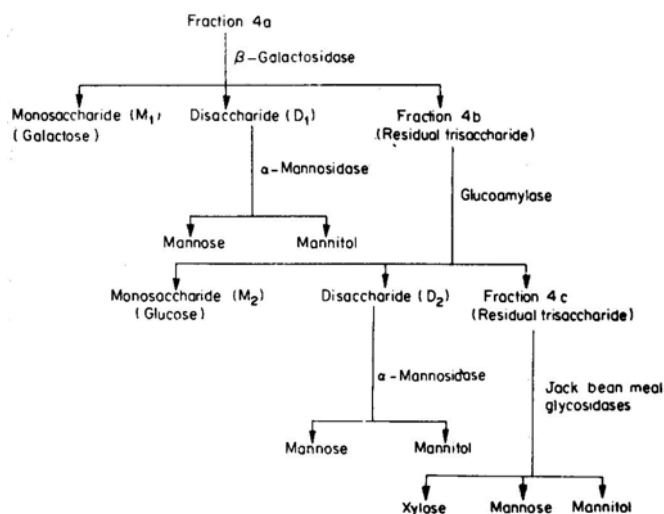 Fraction 4a
β-Galactosidase
Monosaccharide (M₁)
Disaccharide (D₁)
Fraction 4b
(Galactose)
(Residual trisaccharide)
α-Mannosidase
Glucoamylase
Mannose
Mannitol
Monosaccharide (M₂)
Disaccharide (D₂)
Fraction 4c
(Glucose)
(Residual trisaccharide)
α-Mannosidase
Jack bean meal
glycosidases
Mannose
Mannitol
Xylose
Mannose
Mannitol